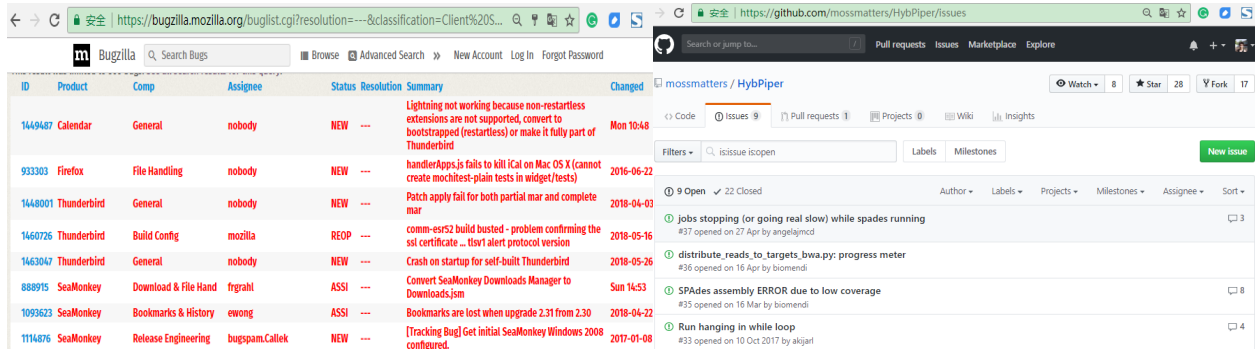 安全 | https://bugzilla.mozilla.org/buglist.cgi?resolution=---&classification=Client%20S...
m Bugzilla Search Bugs Browse Advanced Search » New Account Log In Forgot Password
ID Product Comp Assignee Status Resolution Summary Changed
1449487 Calendar General nobody NEW --- Lightning not working because non-restartless extensions are not supported, convert to bootstrapped (restartless) or make it fully part of Thunderbird Mon 10:48
933303 Firefox File Handling nobody NEW --- handlerApps.js fails to kill iCal on Mac OS X (cannot create mochitest-plain tests in widget/tests) 2016-06-22
1448001 Thunderbird General nobody NEW --- Patch apply fail for both partial mar and complete mar 2018-04-03
1460726 Thunderbird Build Config mozilla REOP --- comm-esr52 build busted - problem confirming the ssl certificate ... tlsv1 alert protocol version 2018-05-16
1463047 Thunderbird General nobody NEW --- Crash on startup for self-built Thunderbird 2018-05-26
888915 SeaMonkey Download & File Hand frgrahl ASSI --- Convert SeaMonkey Downloads Manager to Downloads.jsm Sun 14:53
1093623 SeaMonkey Bookmarks & History ewong ASSI --- Bookmarks are lost when upgrade 2.31 from 2.30 2018-04-22
1114876 SeaMonkey Release Engineering bugspam.Callek NEW --- [Tracking Bug] Get initial SeaMonkey Windows 2008 configured. 2017-01-08
安全 | https://github.com/mossmatters/HybPiper/issues
Search or jump to... / Pull requests Issues Marketplace Explore
mossmatters / HybPiper Watch 8 Star 28 Fork 17
Code Issues 9 Pull requests 1 Projects 0 Wiki Insights
Filters is:issue is:open Labels Milestones New issue
9 Open 22 Closed Author Labels Projects Milestones Assignee Sort
jobs stopping (or going real slow) while spades running 3
#37 opened on 27 Apr by angelajmcd
distribute_reads_to_targets_bwa.py: progress meter
#36 opened on 16 Apr by biomendi
SPAdes assembly ERROR due to low coverage 8
#35 opened on 16 Mar by biomendi
Run hanging in while loop 4
#33 opened on 10 Oct 2017 by akijarl